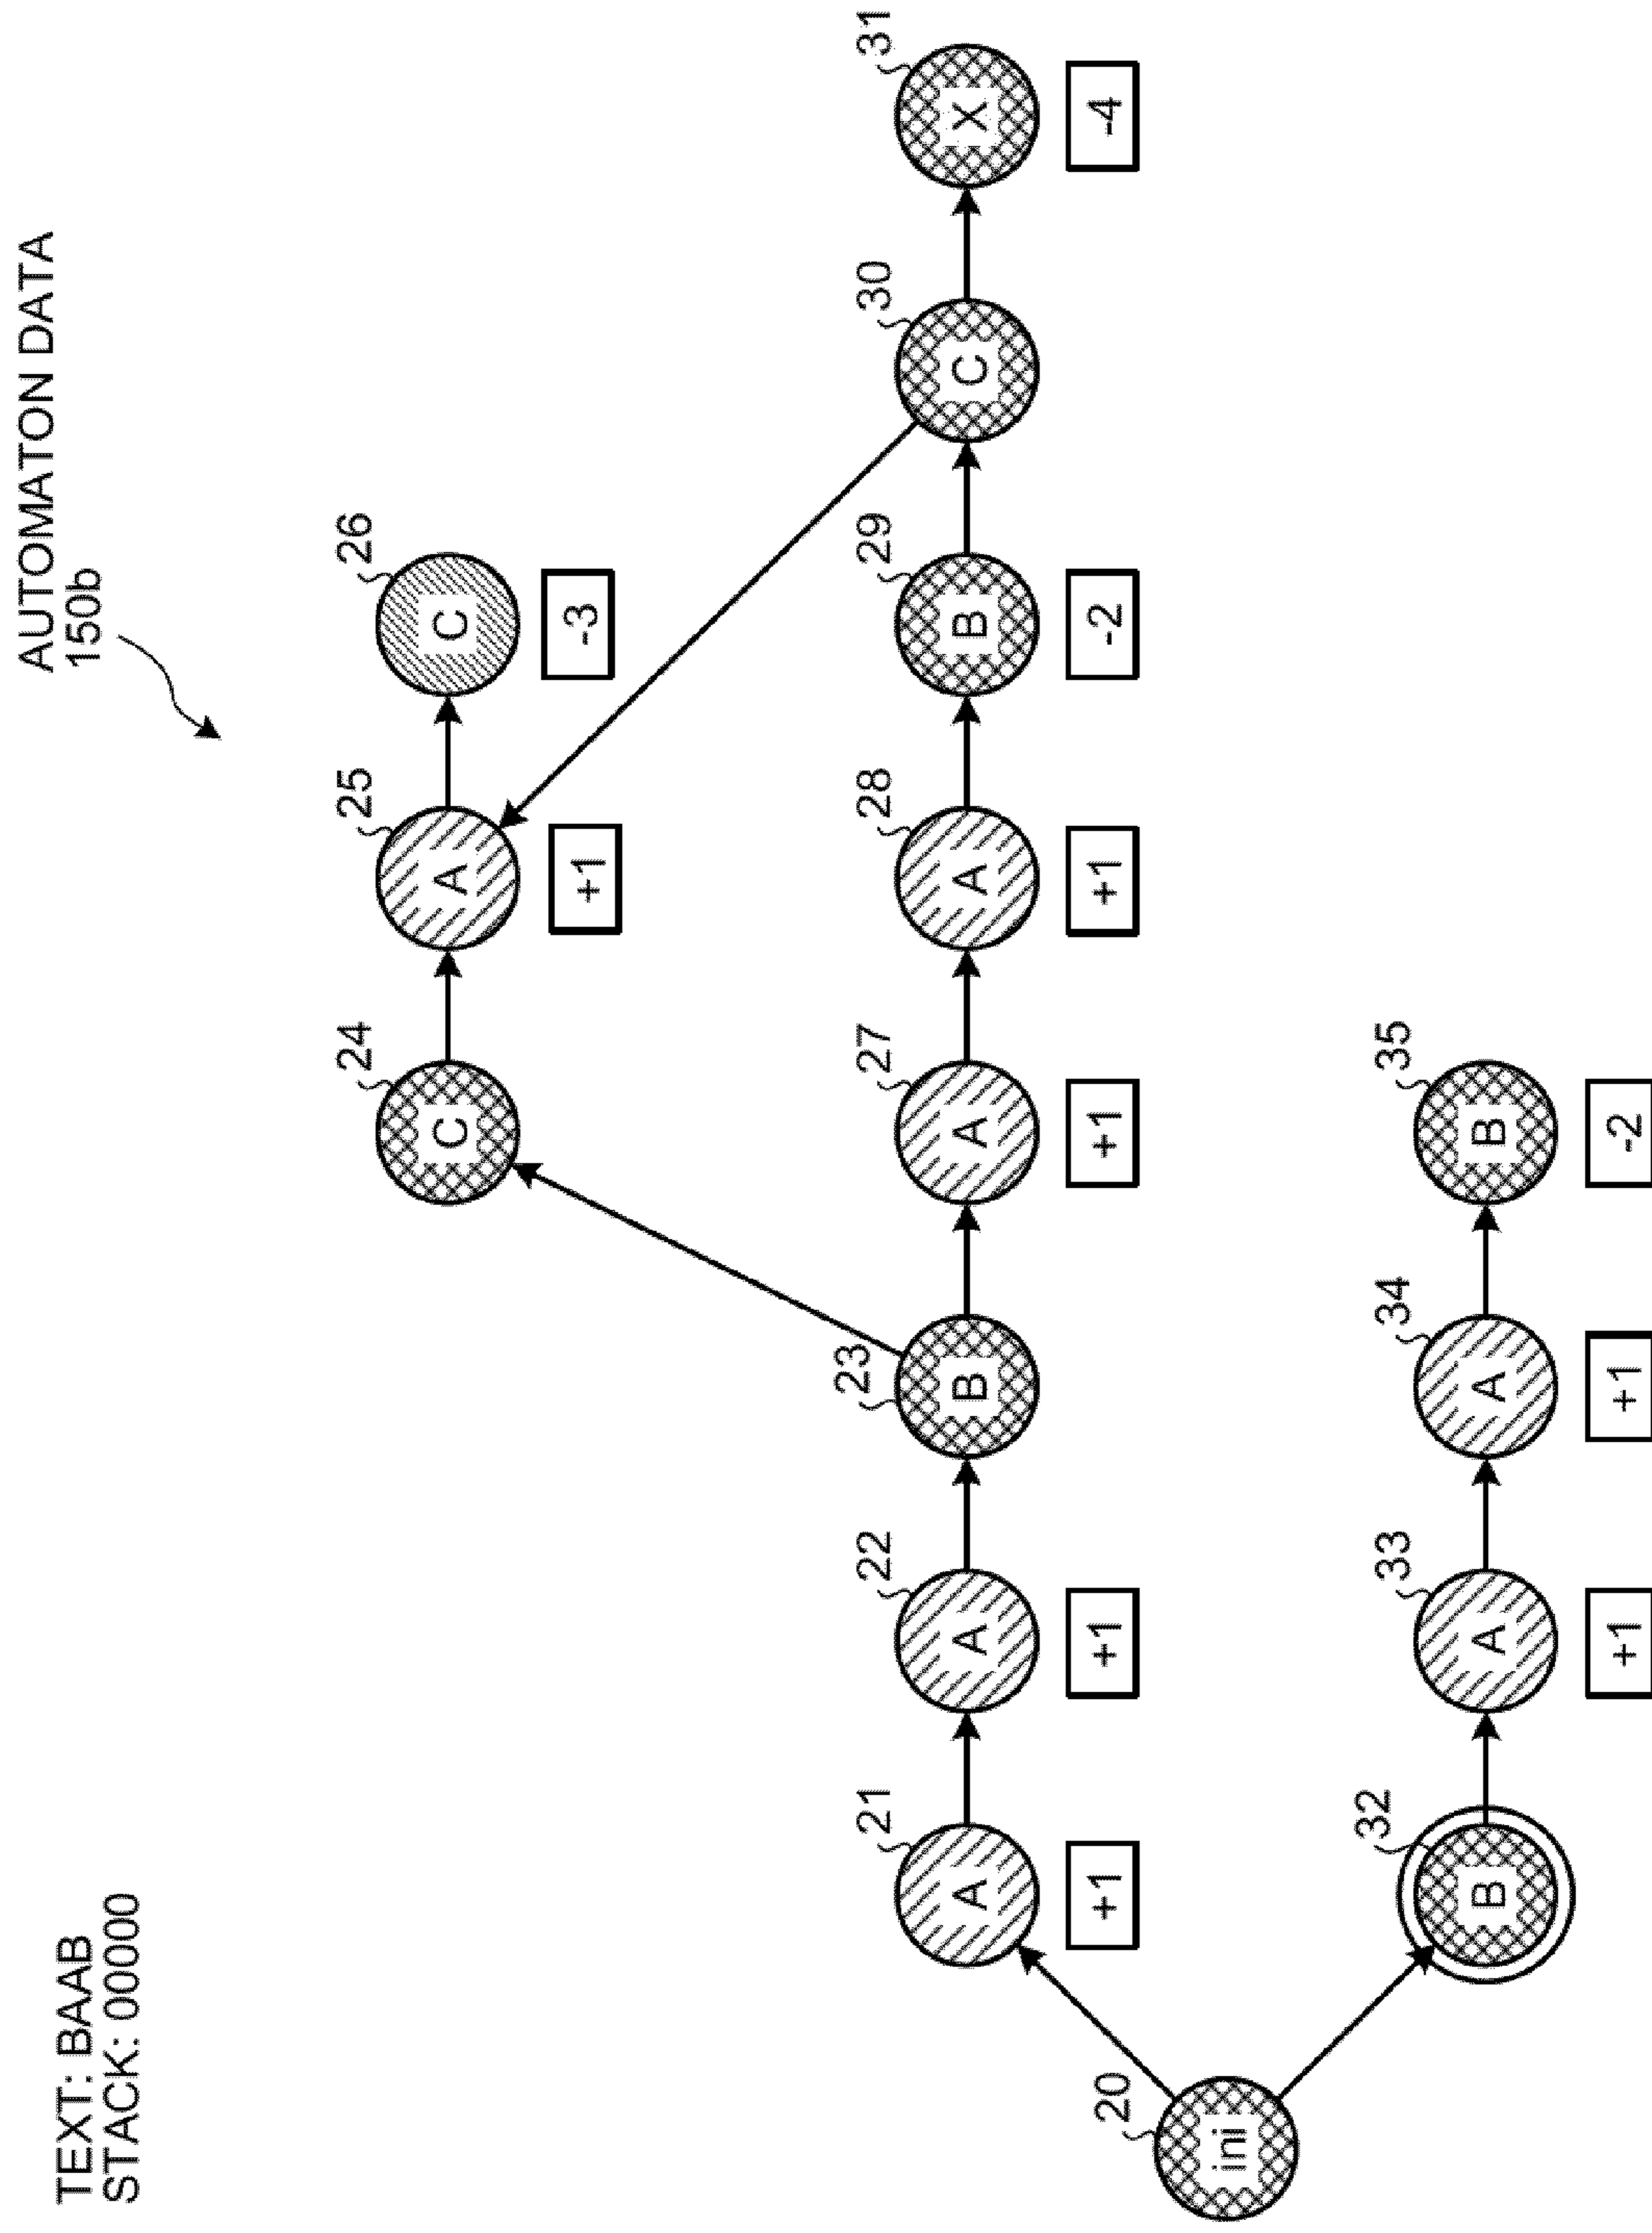 TEXT: BAAB
STACK: 00000
AUTOMATON DATA
150b
24
25
26
C
A
C
+1
-3
21
22
23
27
28
29
30
31
A
A
B
A
A
B
C
X
+1
+1
+1
+1
-2
-4
20
ini
32
33
34
35
B
A
A
B
+1
+1
-2